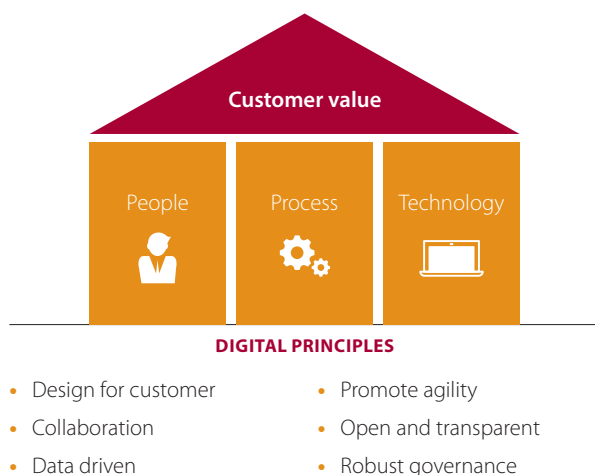 Customer value
People
Process
Technology
DIGITAL PRINCIPLES
• Design for customer
• Collaboration
• Data driven
• Promote agility
• Open and transparent
• Robust governance